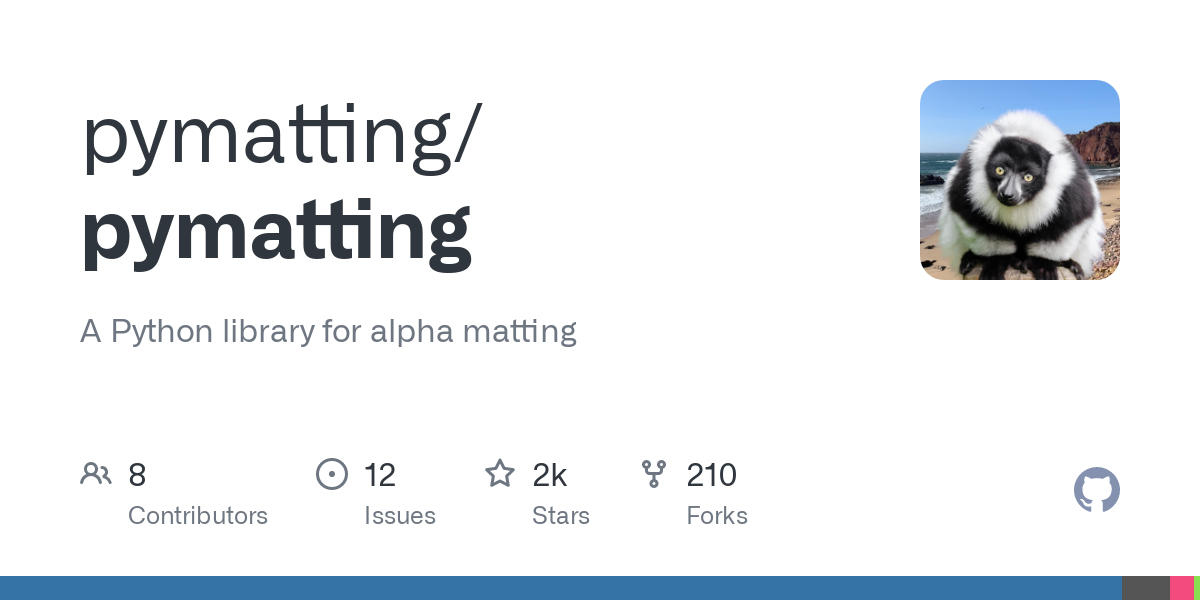 pymatting/
pymatting
A Python library for alpha matting
8
Contributors
12
Issues
2k
Stars
210
Forks